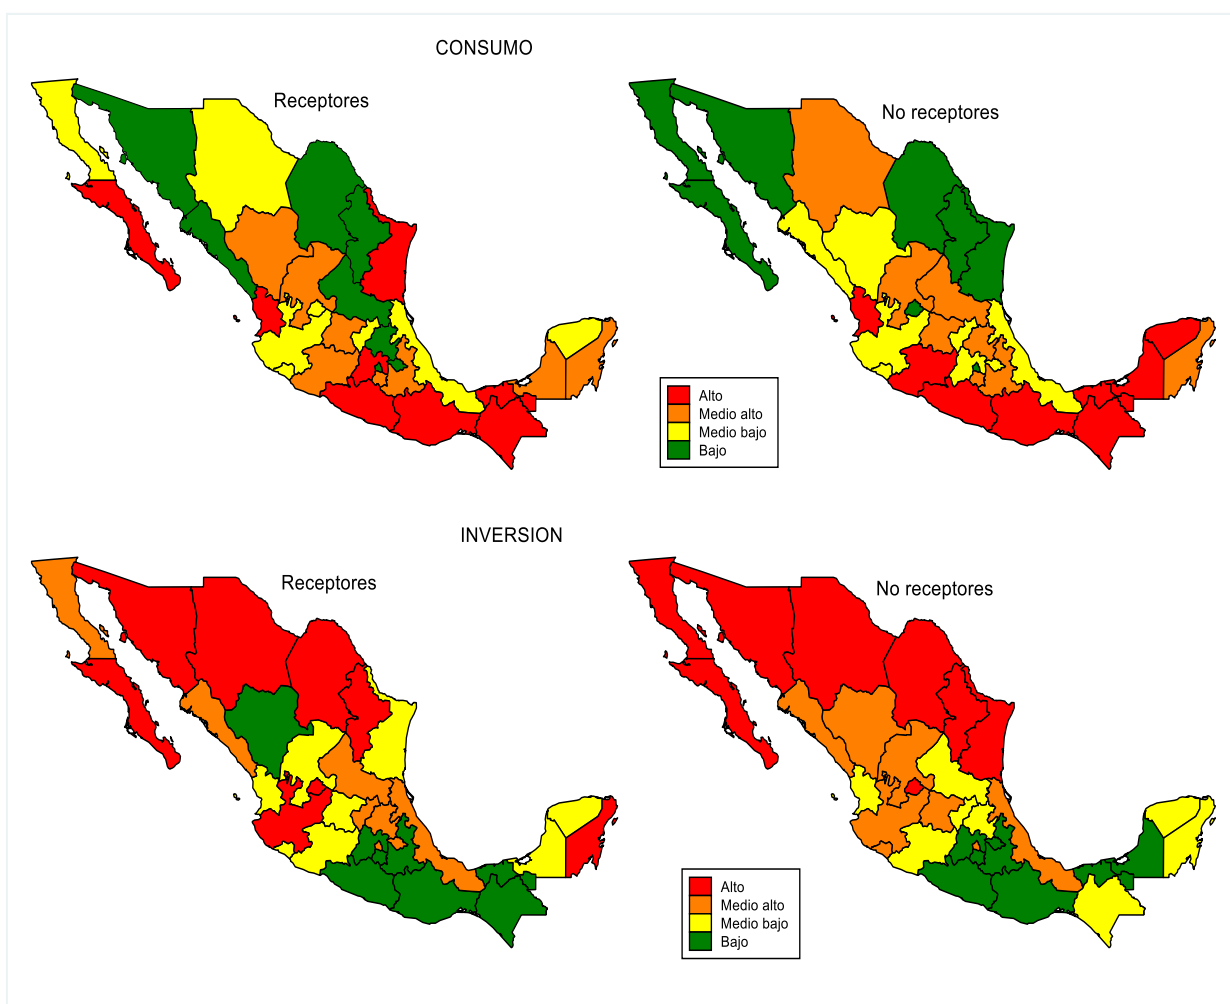 CONSUMO
Receptores
No receptores
Alto
Medio alto
Medio bajo
Bajo
INVERSION
Receptores
No receptores
Alto
Medio alto
Medio bajo
Bajo